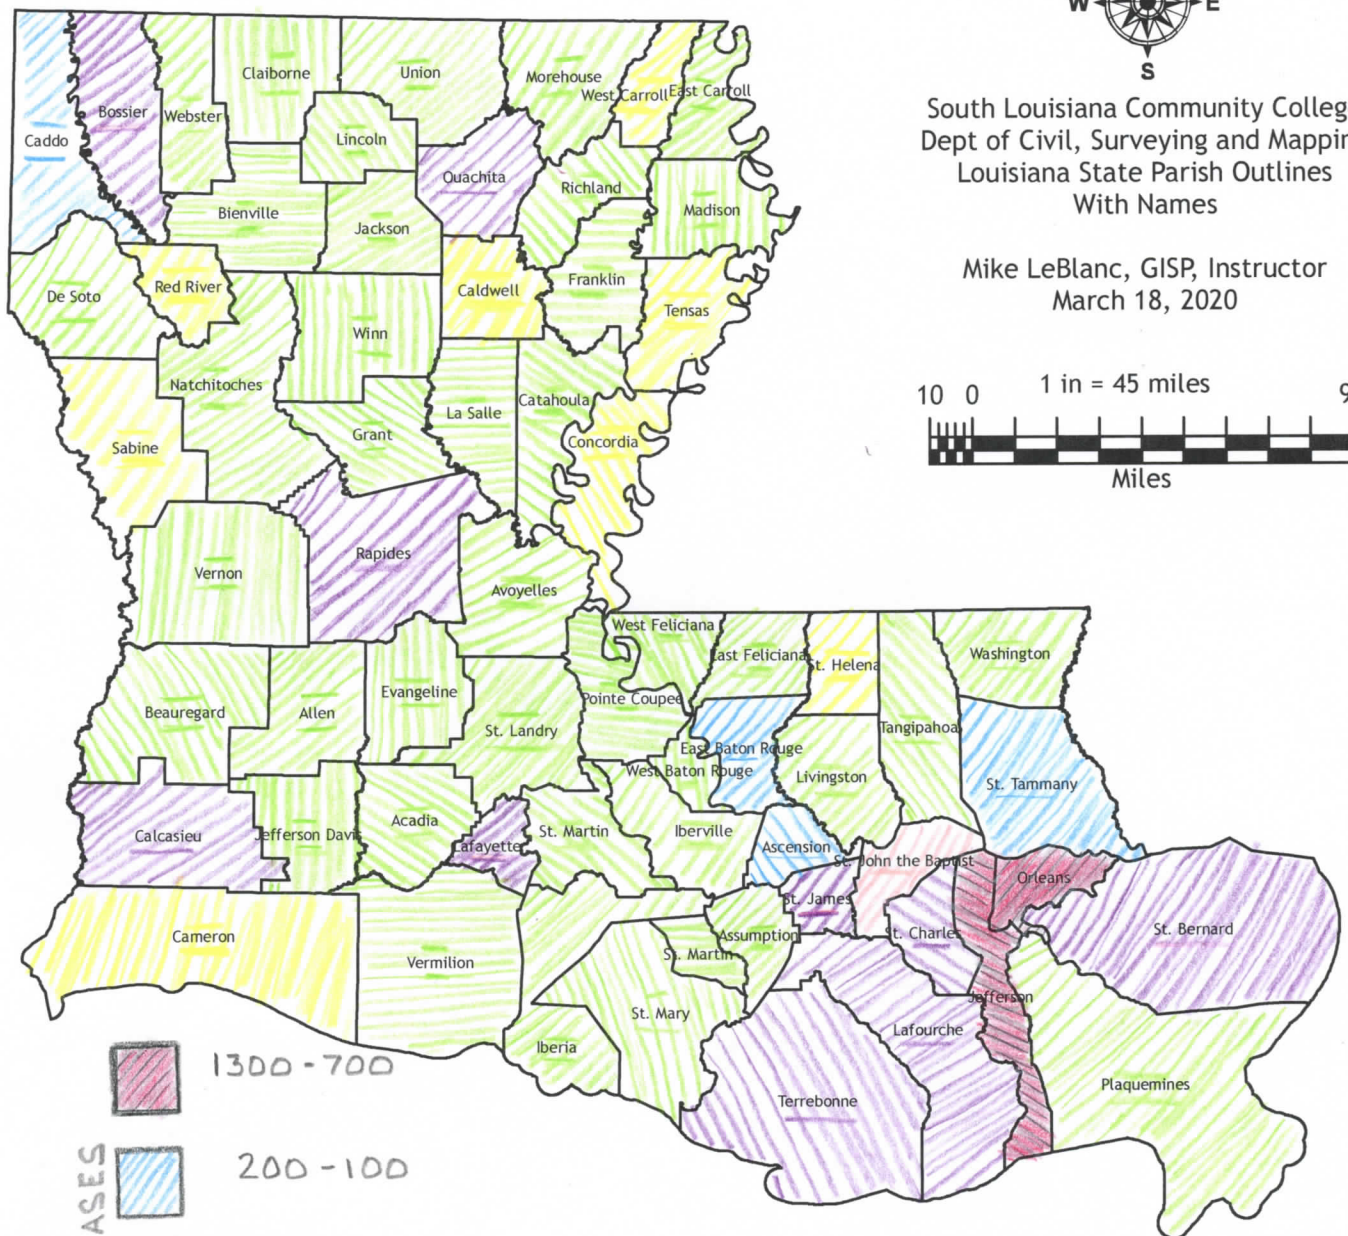 W E
S
South Louisiana Community Colleg
Dept of Civil, Surveying and Mappin
Louisiana State Parish Outlines
With Names
Mike LeBlanc, GISP, Instructor
March 18, 2020
10 0 1 in = 45 miles 9
Miles
Caddo
Bossier
Webster
Claiborne
Union
Morehouse
West Carroll
East Carroll
Lincoln
Ouachita
Richland
Madison
Bienville
Jackson
De Soto
Red River
Caldwell
Franklin
Tensas
Winn
Natchitoches
Sabine
Grant
La Salle
Catahoula
Concordia
Vernon
Rapides
Avoyelles
West Feliciana
East Feliciana
St. Helena
Washington
Beauregard
Allen
Evangeline
St. Landry
Pointe Coupee
East Baton Rouge
West Baton Rouge
Livingston
Tangipahoa
St. Tammany
Calcasieu
Jefferson Davis
Acadia
Lafayette
St. Martin
Iberville
Ascension
St. John the Baptist
Orleans
St. James
St. Charles
St. Bernard
Cameron
Vermilion
Assumption
St. Martin
St. Mary
Jefferson
Lafourche
Iberia
Terrebonne
Plaquemines
1300-700
200-100
ASES